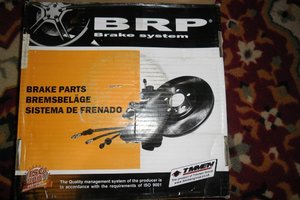 BRP
Brake system
BRAKE PARTS
BREMSBELÄGE
SISTEMA DE FRENADO
The Quality management system of the producer is
in accordance with the requirements of ISO 9001